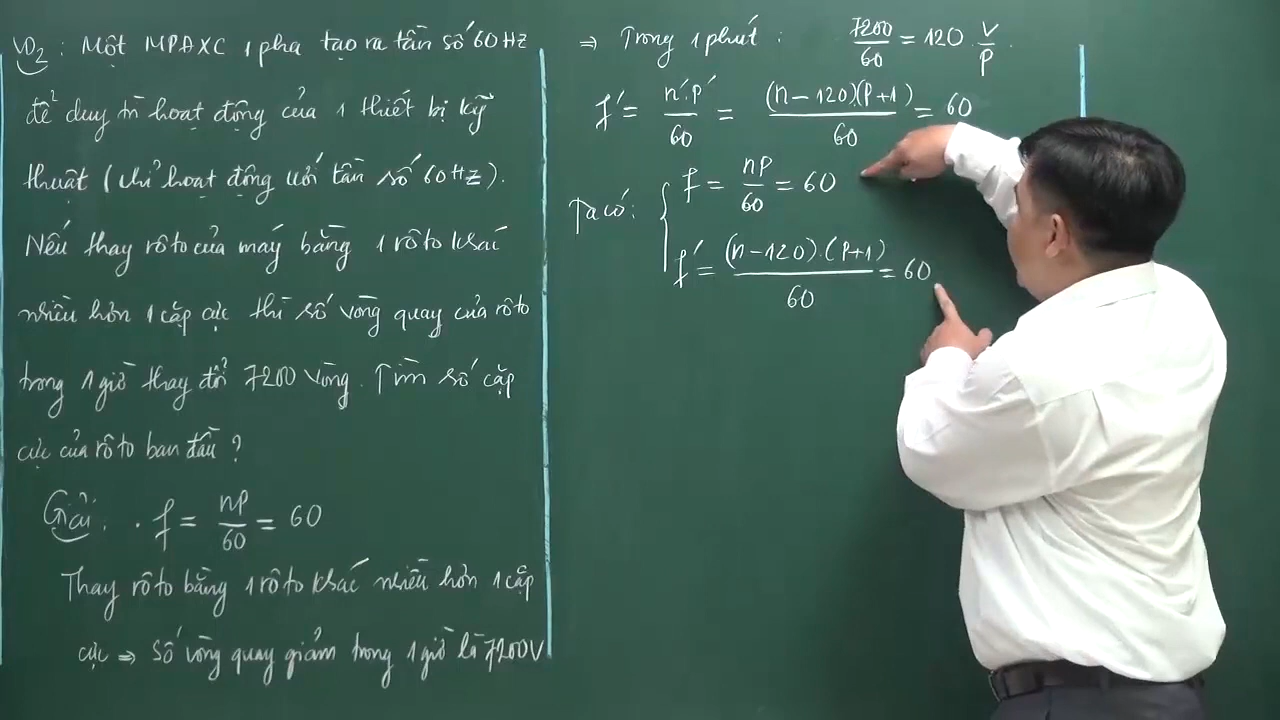 VD2: Một MPĐXC 1 pha tạo ra tần số 60 Hz
để duy trì hoạt động của 1 thiết bị kỹ
thuật (chỉ hoạt động với tần số 60 Hz).
Nếu thay rôto của máy bằng 1 rôto khác
nhiều hơn 1 cặp cực thì số vòng quay của rôto
trong 1 giờ thay đổi 7200 vòng. Tìm số cặp
cực của rôto ban đầu?
Giải. • f = np/60 = 60
Thay rôto bằng 1 rôto khác nhiều hơn 1 cặp
cực ⇒ số vòng quay giảm trong 1 giờ là 7200V
⇒ Trong 1 phút: 7200/60 = 120 v/p.
f' = n'.p'/60 = (n-120)(p+1)/60 = 60
Ta có: { f = np/60 = 60
f' = (n-120).(p+1)/60 = 60